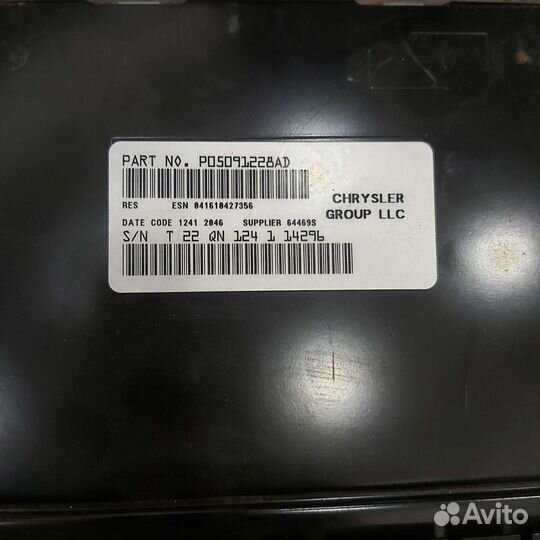 PART NO. P05091228AD
RES ESN 041610427356
CHRYSLER
GROUP LLC
DATE CODE 1241 2046 SUPPLIER 64469S
S/N T 22 QN 124 1 14296
Avito